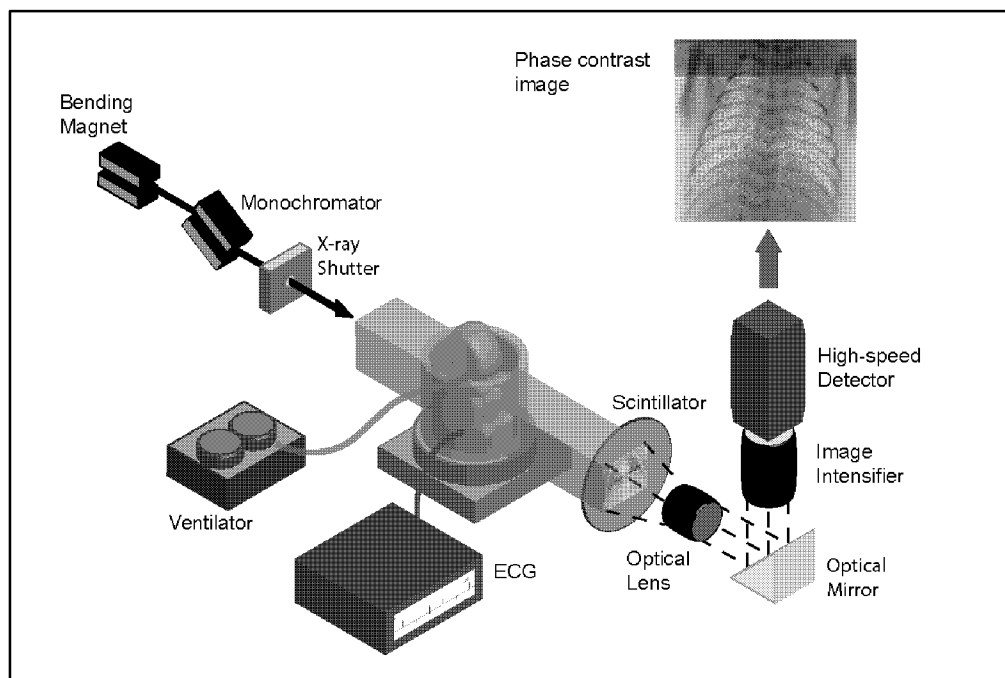 Phase contrast
image
Bending
Magnet
Monochromator
X-ray
Shutter
High-speed
Detector
Scintillator
Image
Intensifier
Ventilator
ECG
Optical
Lens
Optical
Mirror